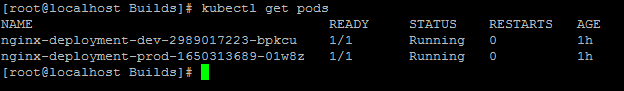 [root@localhost Builds]# kubectl get pods
NAME READY STATUS RESTARTS AGE
nginx-deployment-dev-2989017223-bpkcu 1/1 Running 0 1h
nginx-deployment-prod-1650313689-01w8z 1/1 Running 0 1h
[root@localhost Builds]#